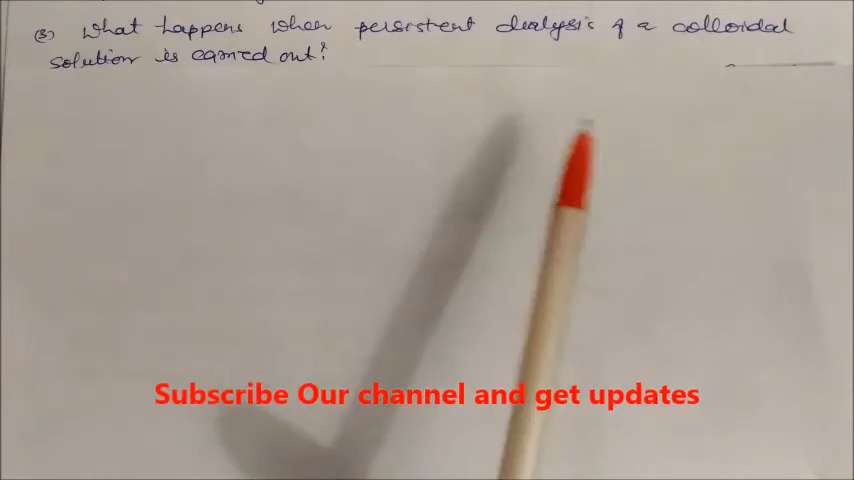 (3) What happens when persistent dialysis of a colloidal
solution is carried out?
Subscribe Our channel and get updates